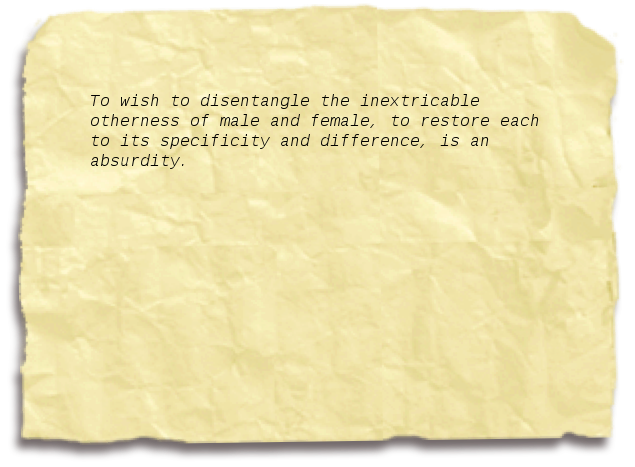 To wish to disentangle the inextricable
otherness of male and female, to restore each
to its specificity and difference, is an
absurdity.